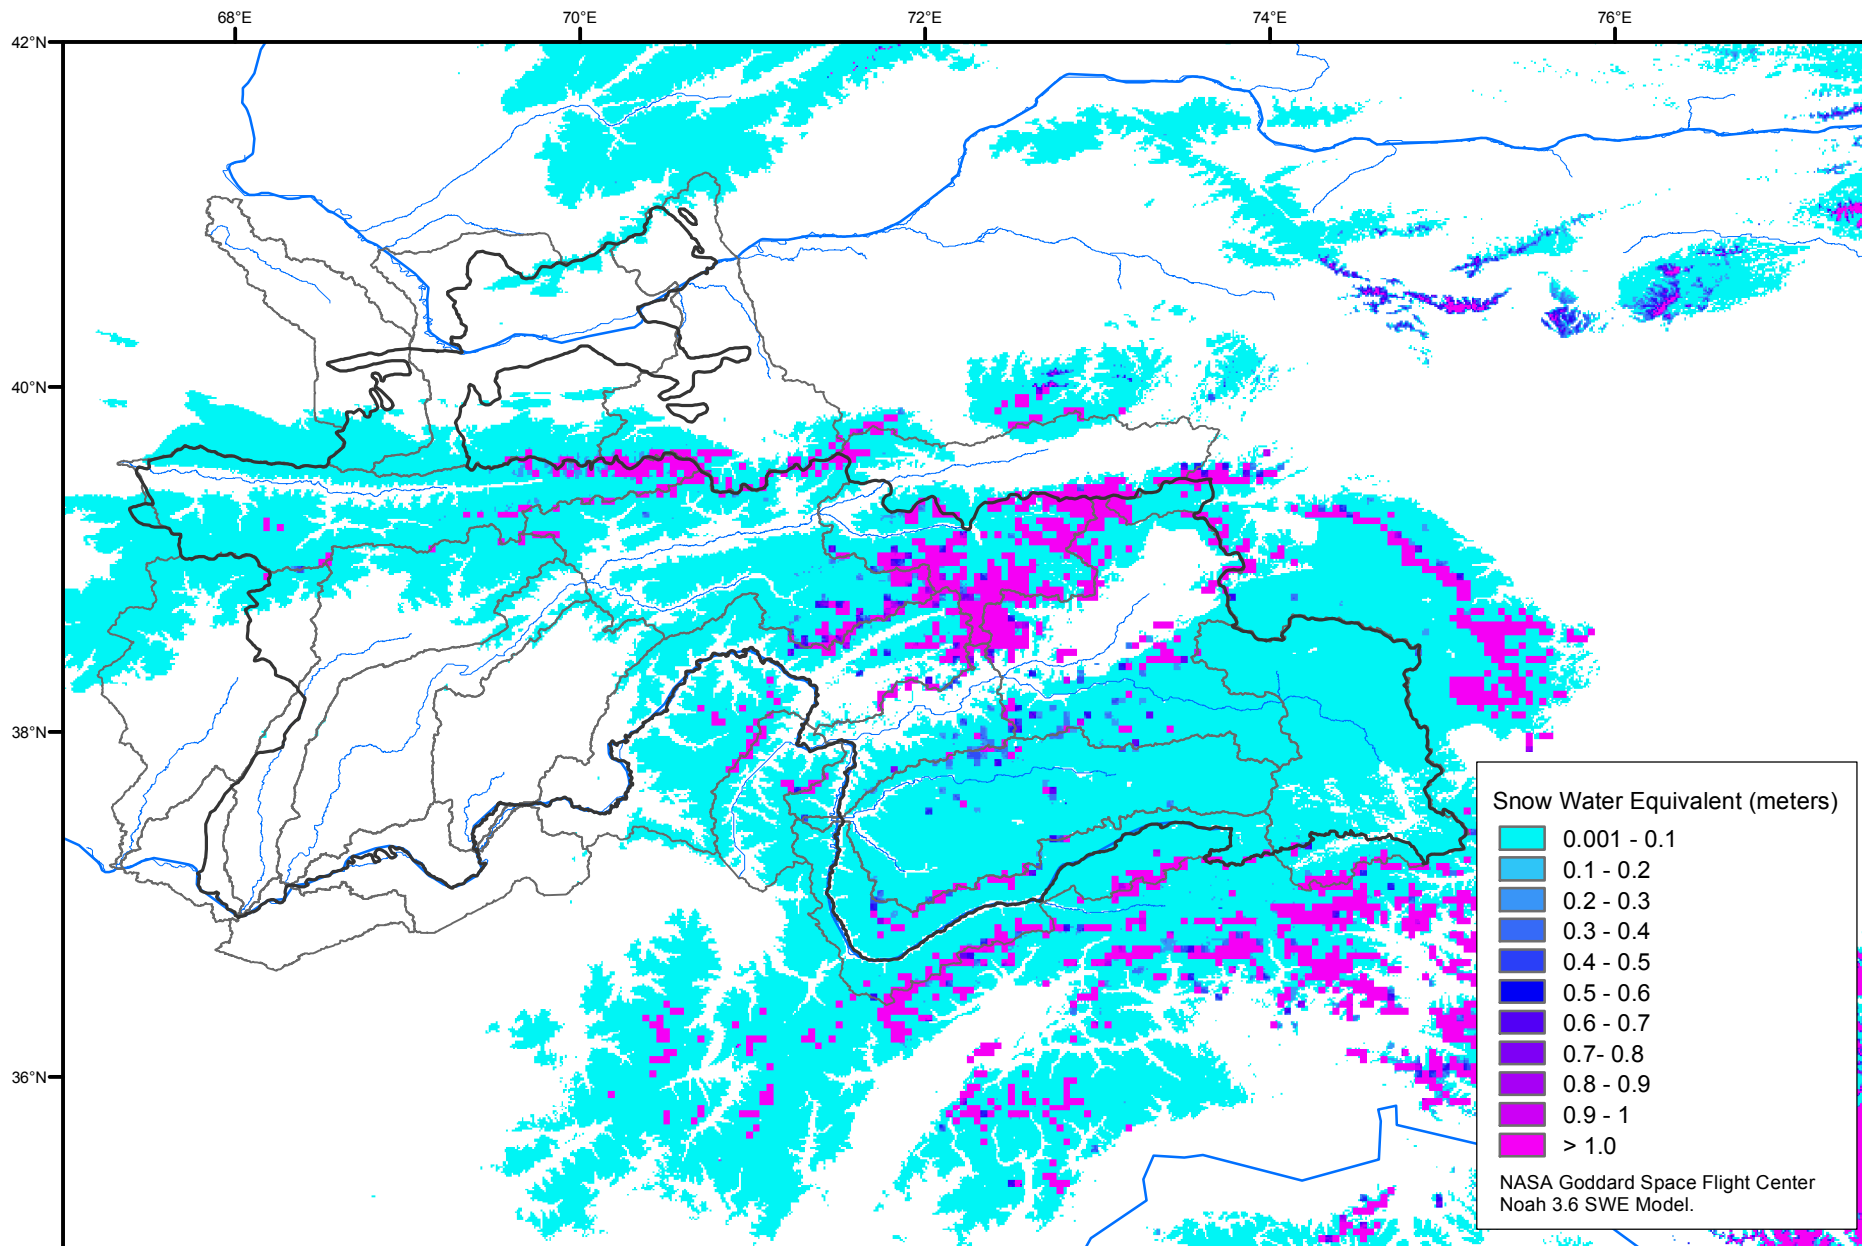 68°E 70°E 72°E 74°E 76°E
42°N
40°N
38°N
36°N
Snow Water Equivalent (meters)
0.001 - 0.1
0.1 - 0.2
0.2 - 0.3
0.3 - 0.4
0.4 - 0.5
0.5 - 0.6
0.6 - 0.7
0.7- 0.8
0.8 - 0.9
0.9 - 1
> 1.0
NASA Goddard Space Flight Center
Noah 3.6 SWE Model.